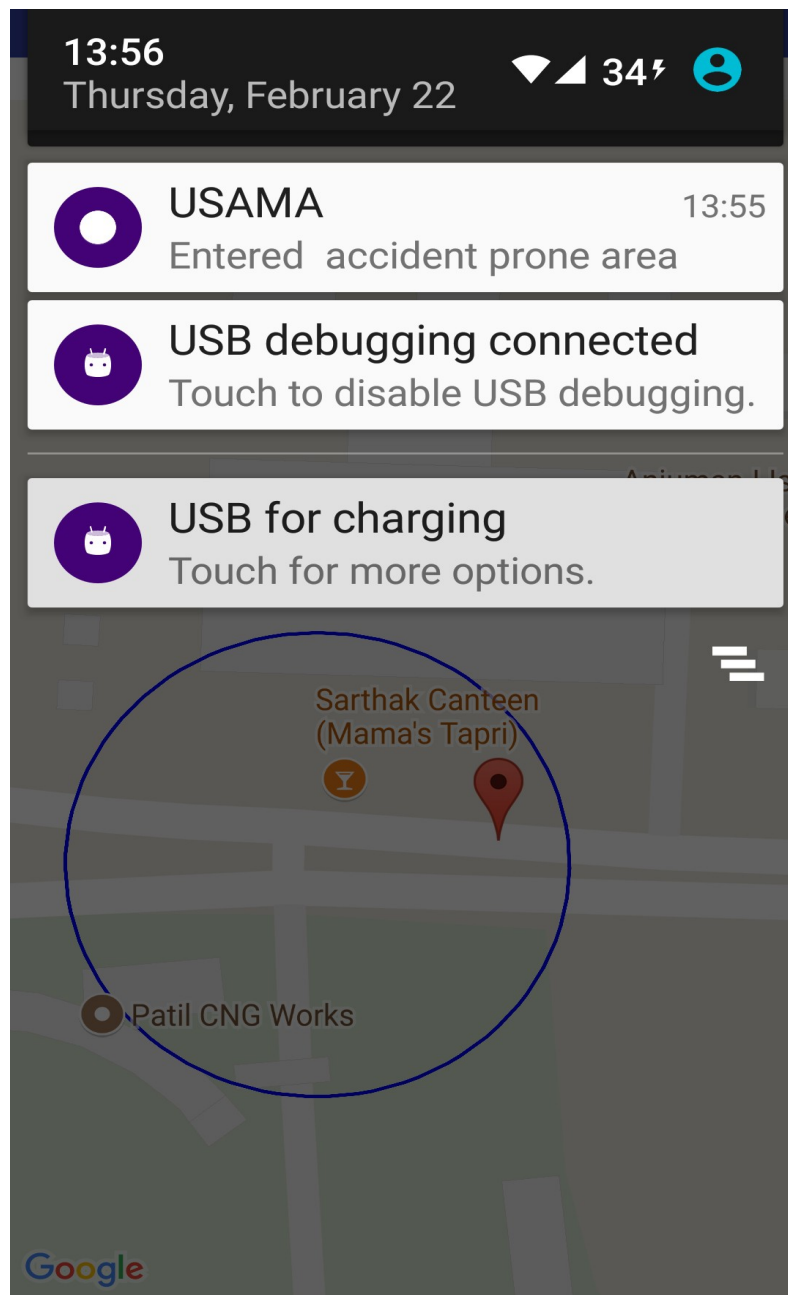 13:56
Thursday, February 22
34
USAMA
13:55
Entered  accident prone area
USB debugging connected
Touch to disable USB debugging.
USB for charging
Touch for more options.
Sarthak Canteen
(Mama's Tapri)
Patil CNG Works
Google